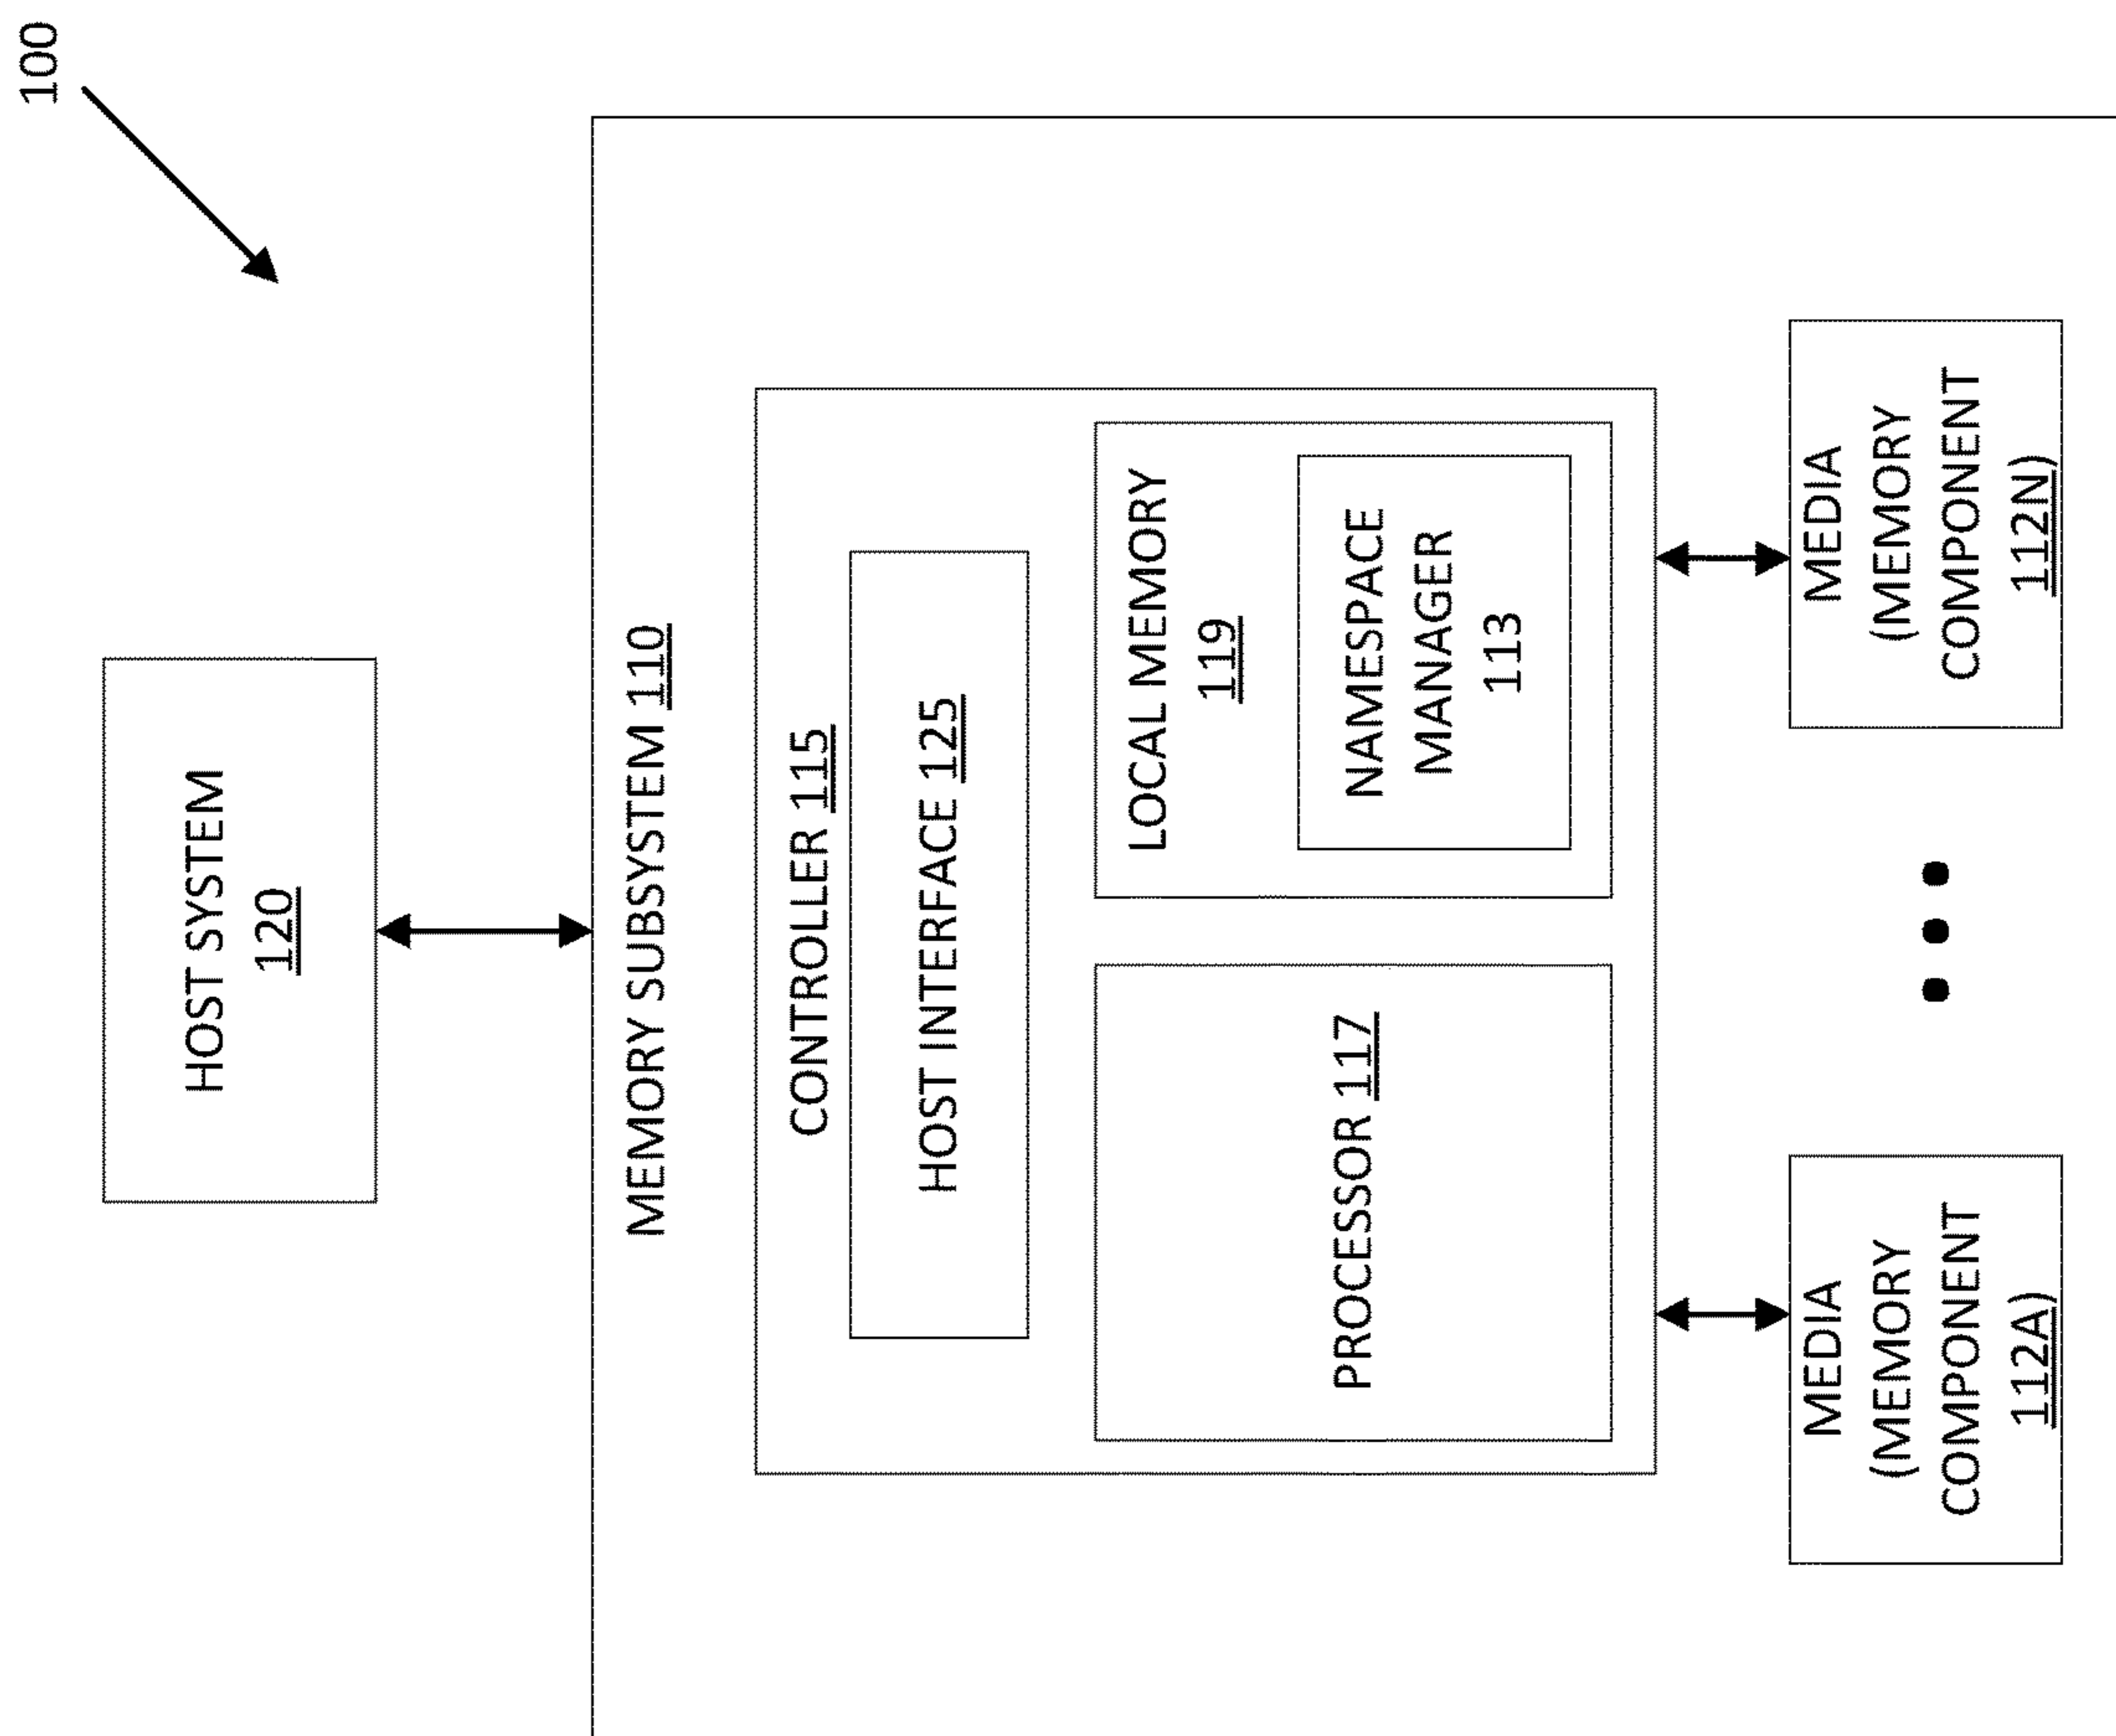 100
HOST SYSTEM
120
MEMORY SUBSYSTEM 110
CONTROLLER 115
HOST INTERFACE 125
PROCESSOR 117
LOCAL MEMORY
119
NAMESPACE
MANAGER
113
MEDIA
(MEMORY
COMPONENT
112A)
MEDIA
(MEMORY
COMPONENT
112N)